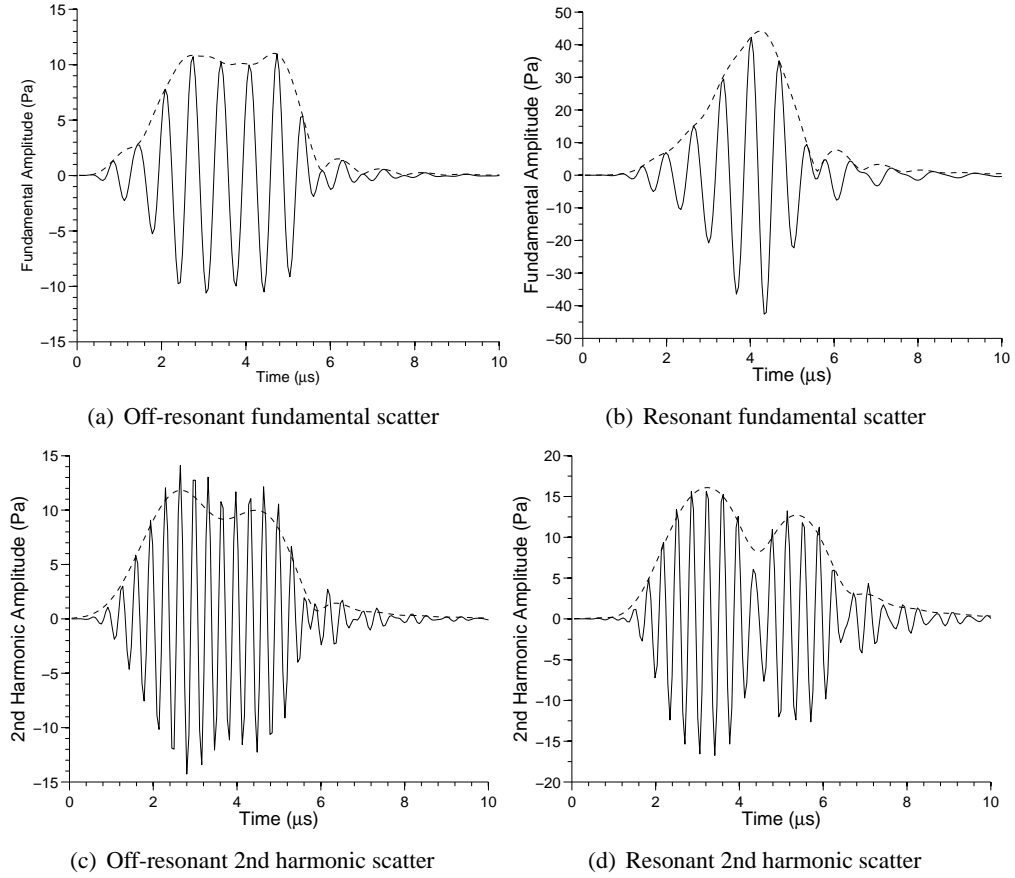 15
10
5
0
−5
−10
−15
Fundamental Amplitude (Pa)
0 2 4 6 8 10
Time (μs)
(a) Off-resonant fundamental scatter
50
40
30
20
10
0
−10
−20
−30
−40
−50
Fundamental Amplitude (Pa)
0 2 4 6 8 10
Time (μs)
(b) Resonant fundamental scatter
15
10
5
0
−5
−10
−15
2nd Harmonic Amplitude (Pa)
0 2 4 6 8 10
Time (μs)
(c) Off-resonant 2nd harmonic scatter
20
15
10
5
0
−5
−10
−15
−20
2nd Harmonic Amplitude (Pa)
0 2 4 6 8 10
Time (μs)
(d) Resonant 2nd harmonic scatter